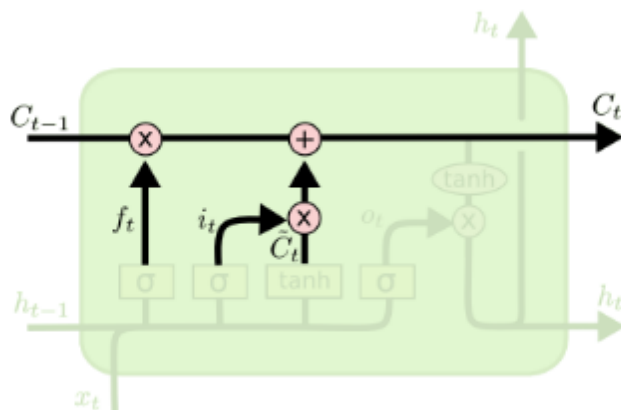 h_t
C_{t-1} × + C_t
tanh
f_t i_t × o_t ×
C̃_t
σ σ tanh σ
h_{t-1} h_t
x_t